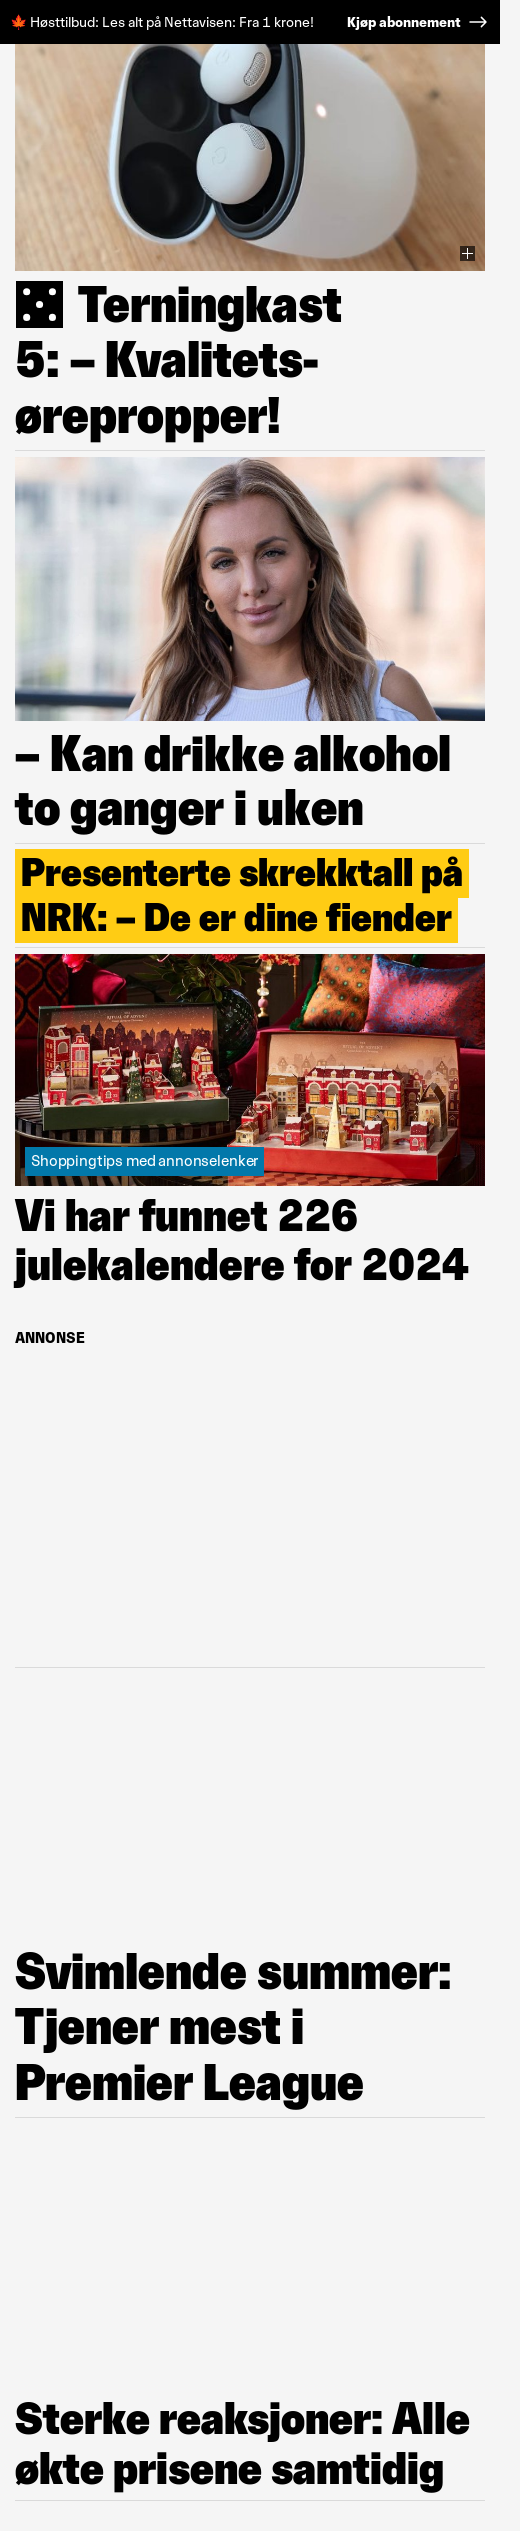 🍁 Høsttilbud: Les alt på Nettavisen: Fra 1 krone! Kjøp abonnement →
Terningkast
5: – Kvalitets-
ørepropper!
– Kan drikke alkohol
to ganger i uken
Presenterte skrekktall på
NRK: – De er dine fiender
Shoppingtips med annonselenker
Vi har funnet 226
julekalendere for 2024
ANNONSE
Svimlende summer:
Tjener mest i
Premier League
Sterke reaksjoner: Alle
økte prisene samtidig